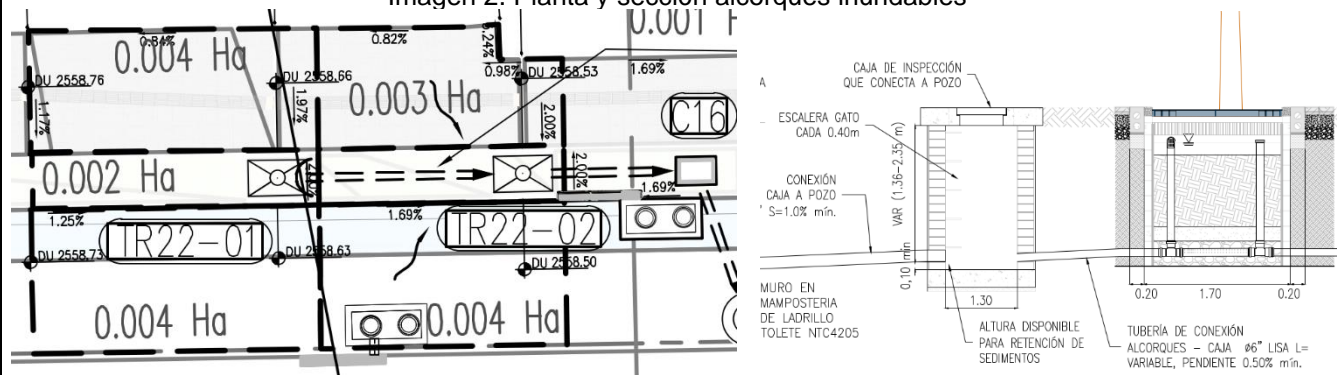 Imagen 2. Planta y sección alcorques inundables
0.001 H
0.84%
0.82%
0.24%
0.98%
0.004 Ha
DU 2558.76
DU 2558.66
DU 2558.53
1.69%
1.17%
1.97%
0.003 Ha
2.00%
C16
0.002 Ha
2.00%
1.69%
1.25%
1.69%
TR22-01
TR22-02
DU 2558.73
DU 2558.63
DU 2558.50
0.004 Ha
0.004 Ha
A
CAJA DE INSPECCIÓN
QUE CONECTA A POZO
ESCALERA GATO
CADA 0.40m
VAR (1.36-2.35 m)
CONEXIÓN
CAJA A POZO
" S=1.0% mín.
0,10 min
1.30
MURO EN
MAMPOSTERIA
DE LADRILLO
TOLETE NTC4205
ALTURA DISPONIBLE
PARA RETENCIÓN DE
SEDIMENTOS
0.20
1.70
0.20
TUBERÍA DE CONEXIÓN
ALCORQUES - CAJA ø6" LISA L=
VARIABLE, PENDIENTE 0.50% mín.